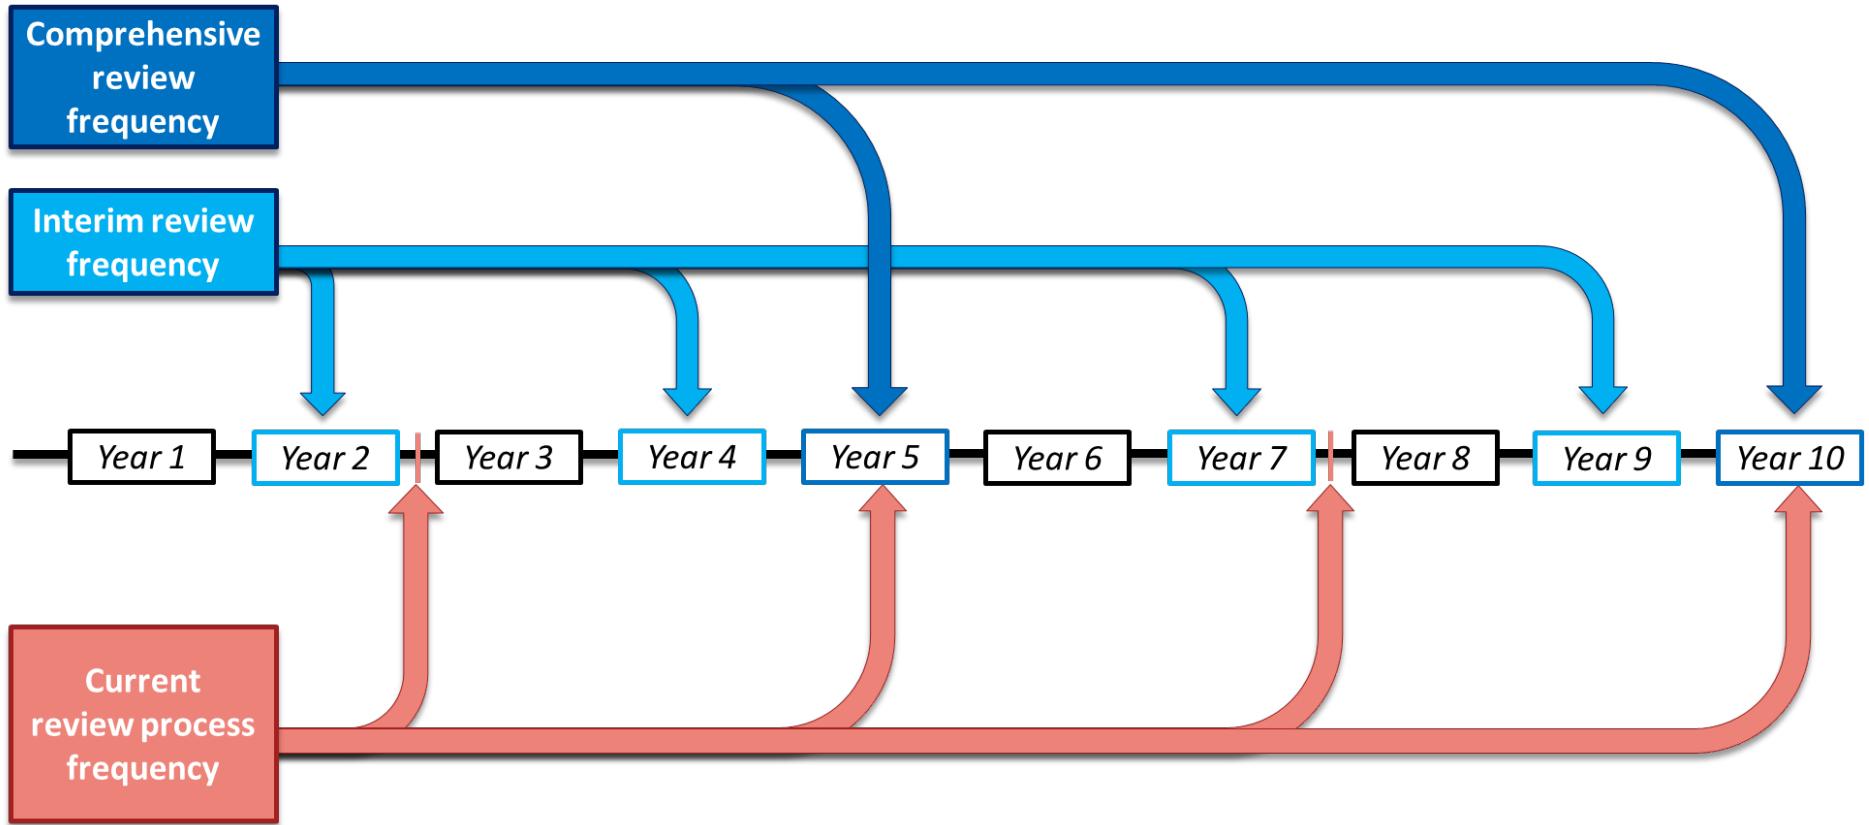 Comprehensive
review
frequency
Interim review
frequency
Year 1
Year 2
Year 3
Year 4
Year 5
Year 6
Year 7
Year 8
Year 9
Year 10
Current
review process
frequency